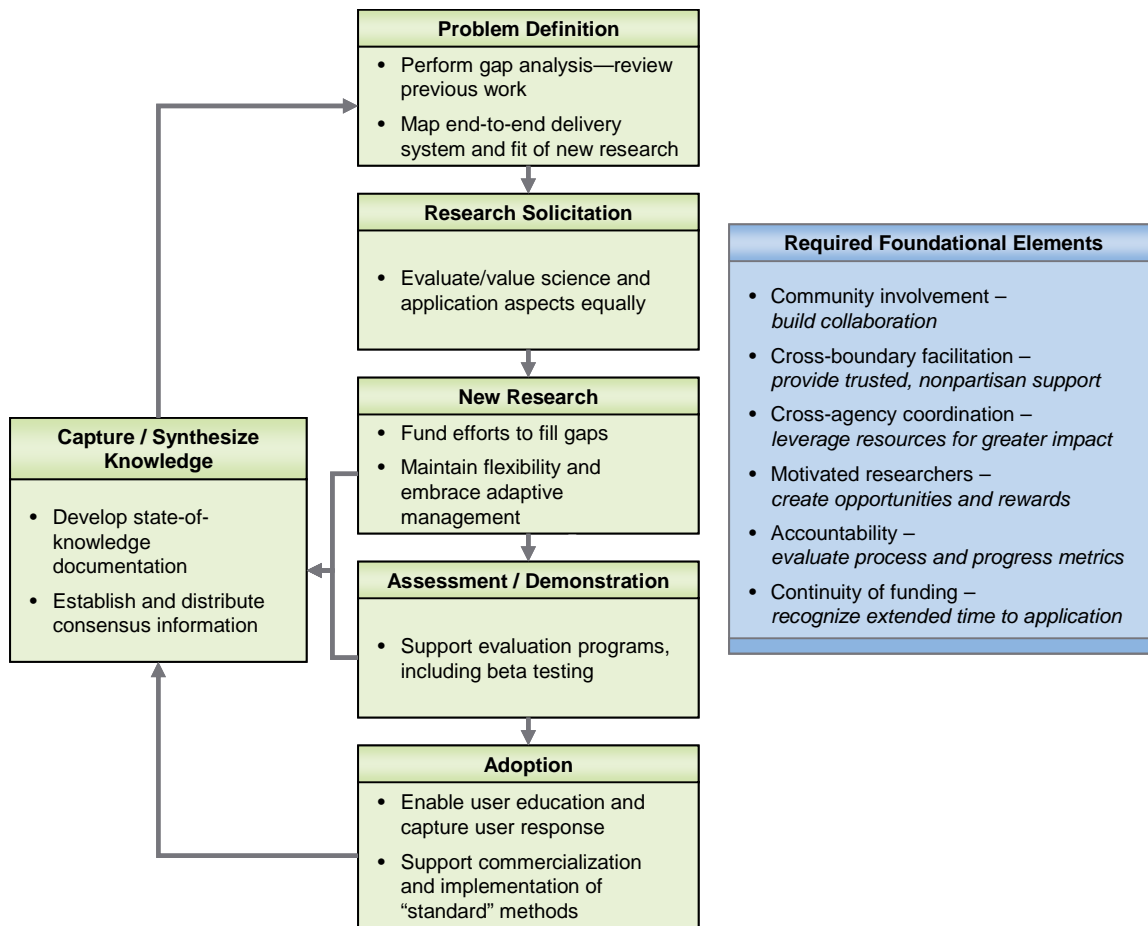 Problem Definition
• Perform gap analysis—review
previous work
• Map end-to-end delivery
system and fit of new research
Research Solicitation
• Evaluate/value science and
application aspects equally
New Research
• Fund efforts to fill gaps
• Maintain flexibility and
embrace adaptive
management
Assessment / Demonstration
• Support evaluation programs,
including beta testing
Adoption
• Enable user education and
capture user response
• Support commercialization
and implementation of
“standard” methods
Capture / Synthesize
Knowledge
• Develop state-of-
knowledge
documentation
• Establish and distribute
consensus information
Required Foundational Elements
• Community involvement –
build collaboration
• Cross-boundary facilitation –
provide trusted, nonpartisan support
• Cross-agency coordination –
leverage resources for greater impact
• Motivated researchers –
create opportunities and rewards
• Accountability –
evaluate process and progress metrics
• Continuity of funding –
recognize extended time to application